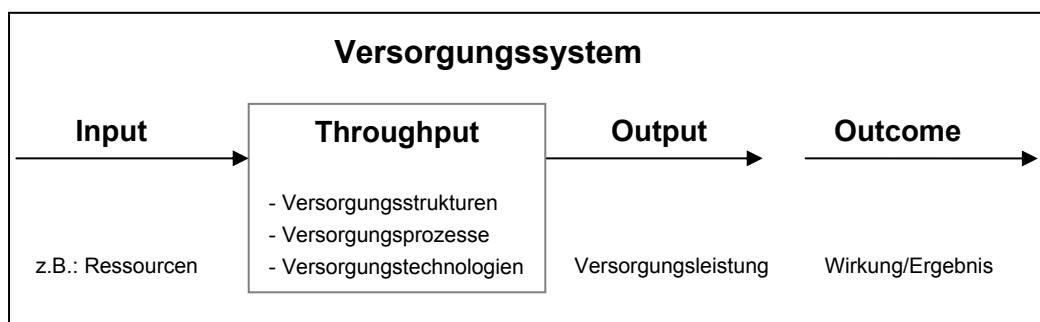 Versorgungssystem
Input
Throughput
Output
Outcome
- Versorgungsstrukturen
- Versorgungsprozesse
- Versorgungstechnologien
z.B.: Ressourcen
Versorgungsleistung
Wirkung/Ergebnis